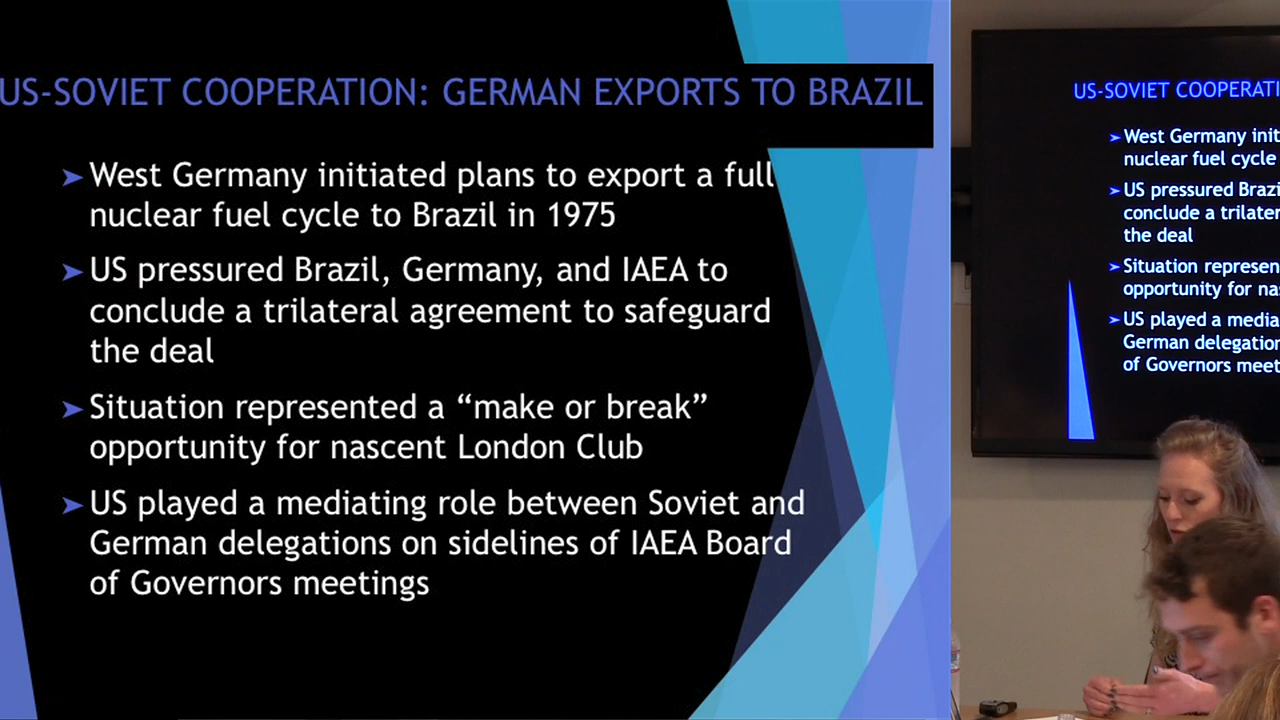 US-SOVIET COOPERATION: GERMAN EXPORTS TO BRAZIL
➤West Germany initiated plans to export a full
nuclear fuel cycle to Brazil in 1975
➤US pressured Brazil, Germany, and IAEA to
conclude a trilateral agreement to safeguard
the deal
➤Situation represented a “make or break”
opportunity for nascent London Club
➤US played a mediating role between Soviet and
German delegations on sidelines of IAEA Board
of Governors meetings
US-SOVIET COOPERATI
➤West Germany init
nuclear fuel cycle
➤US pressured Brazi
conclude a trilater
the deal
➤Situation represen
opportunity for na
➤US played a media
German delegation
of Governors meet